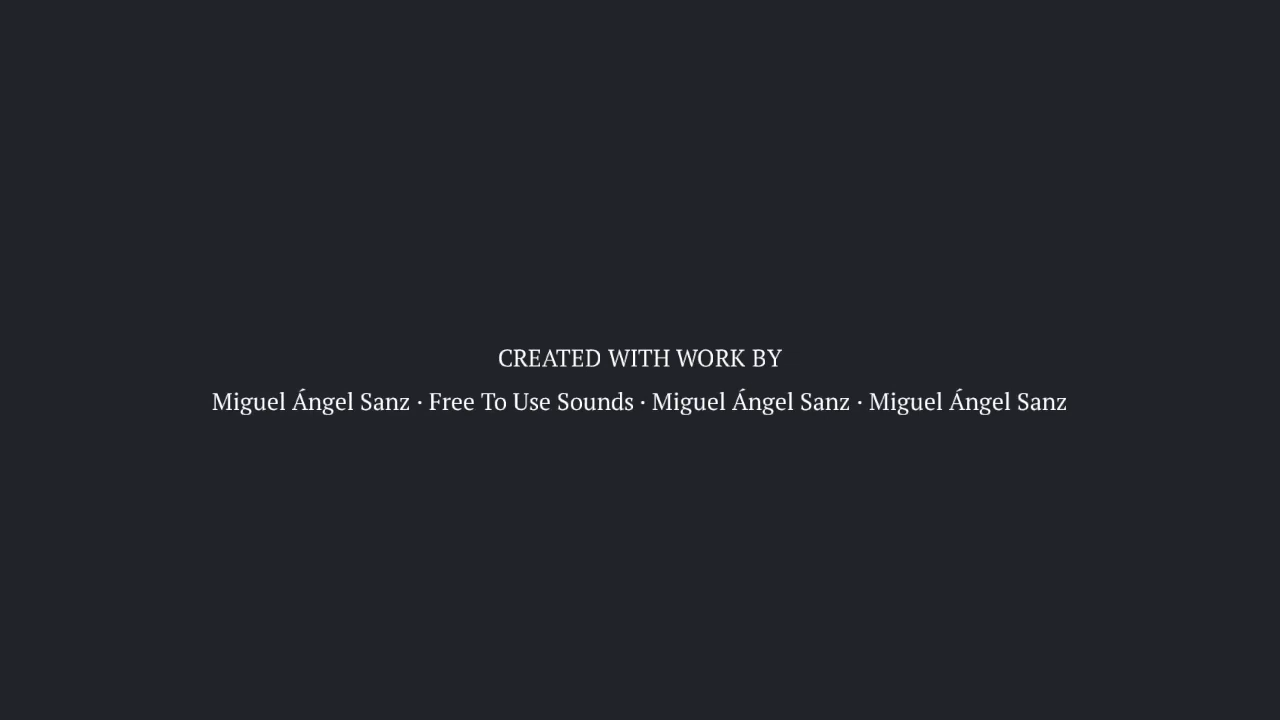 CREATED WITH WORK BY
Miguel Ángel Sanz · Free To Use Sounds · Miguel Ángel Sanz · Miguel Ángel Sanz